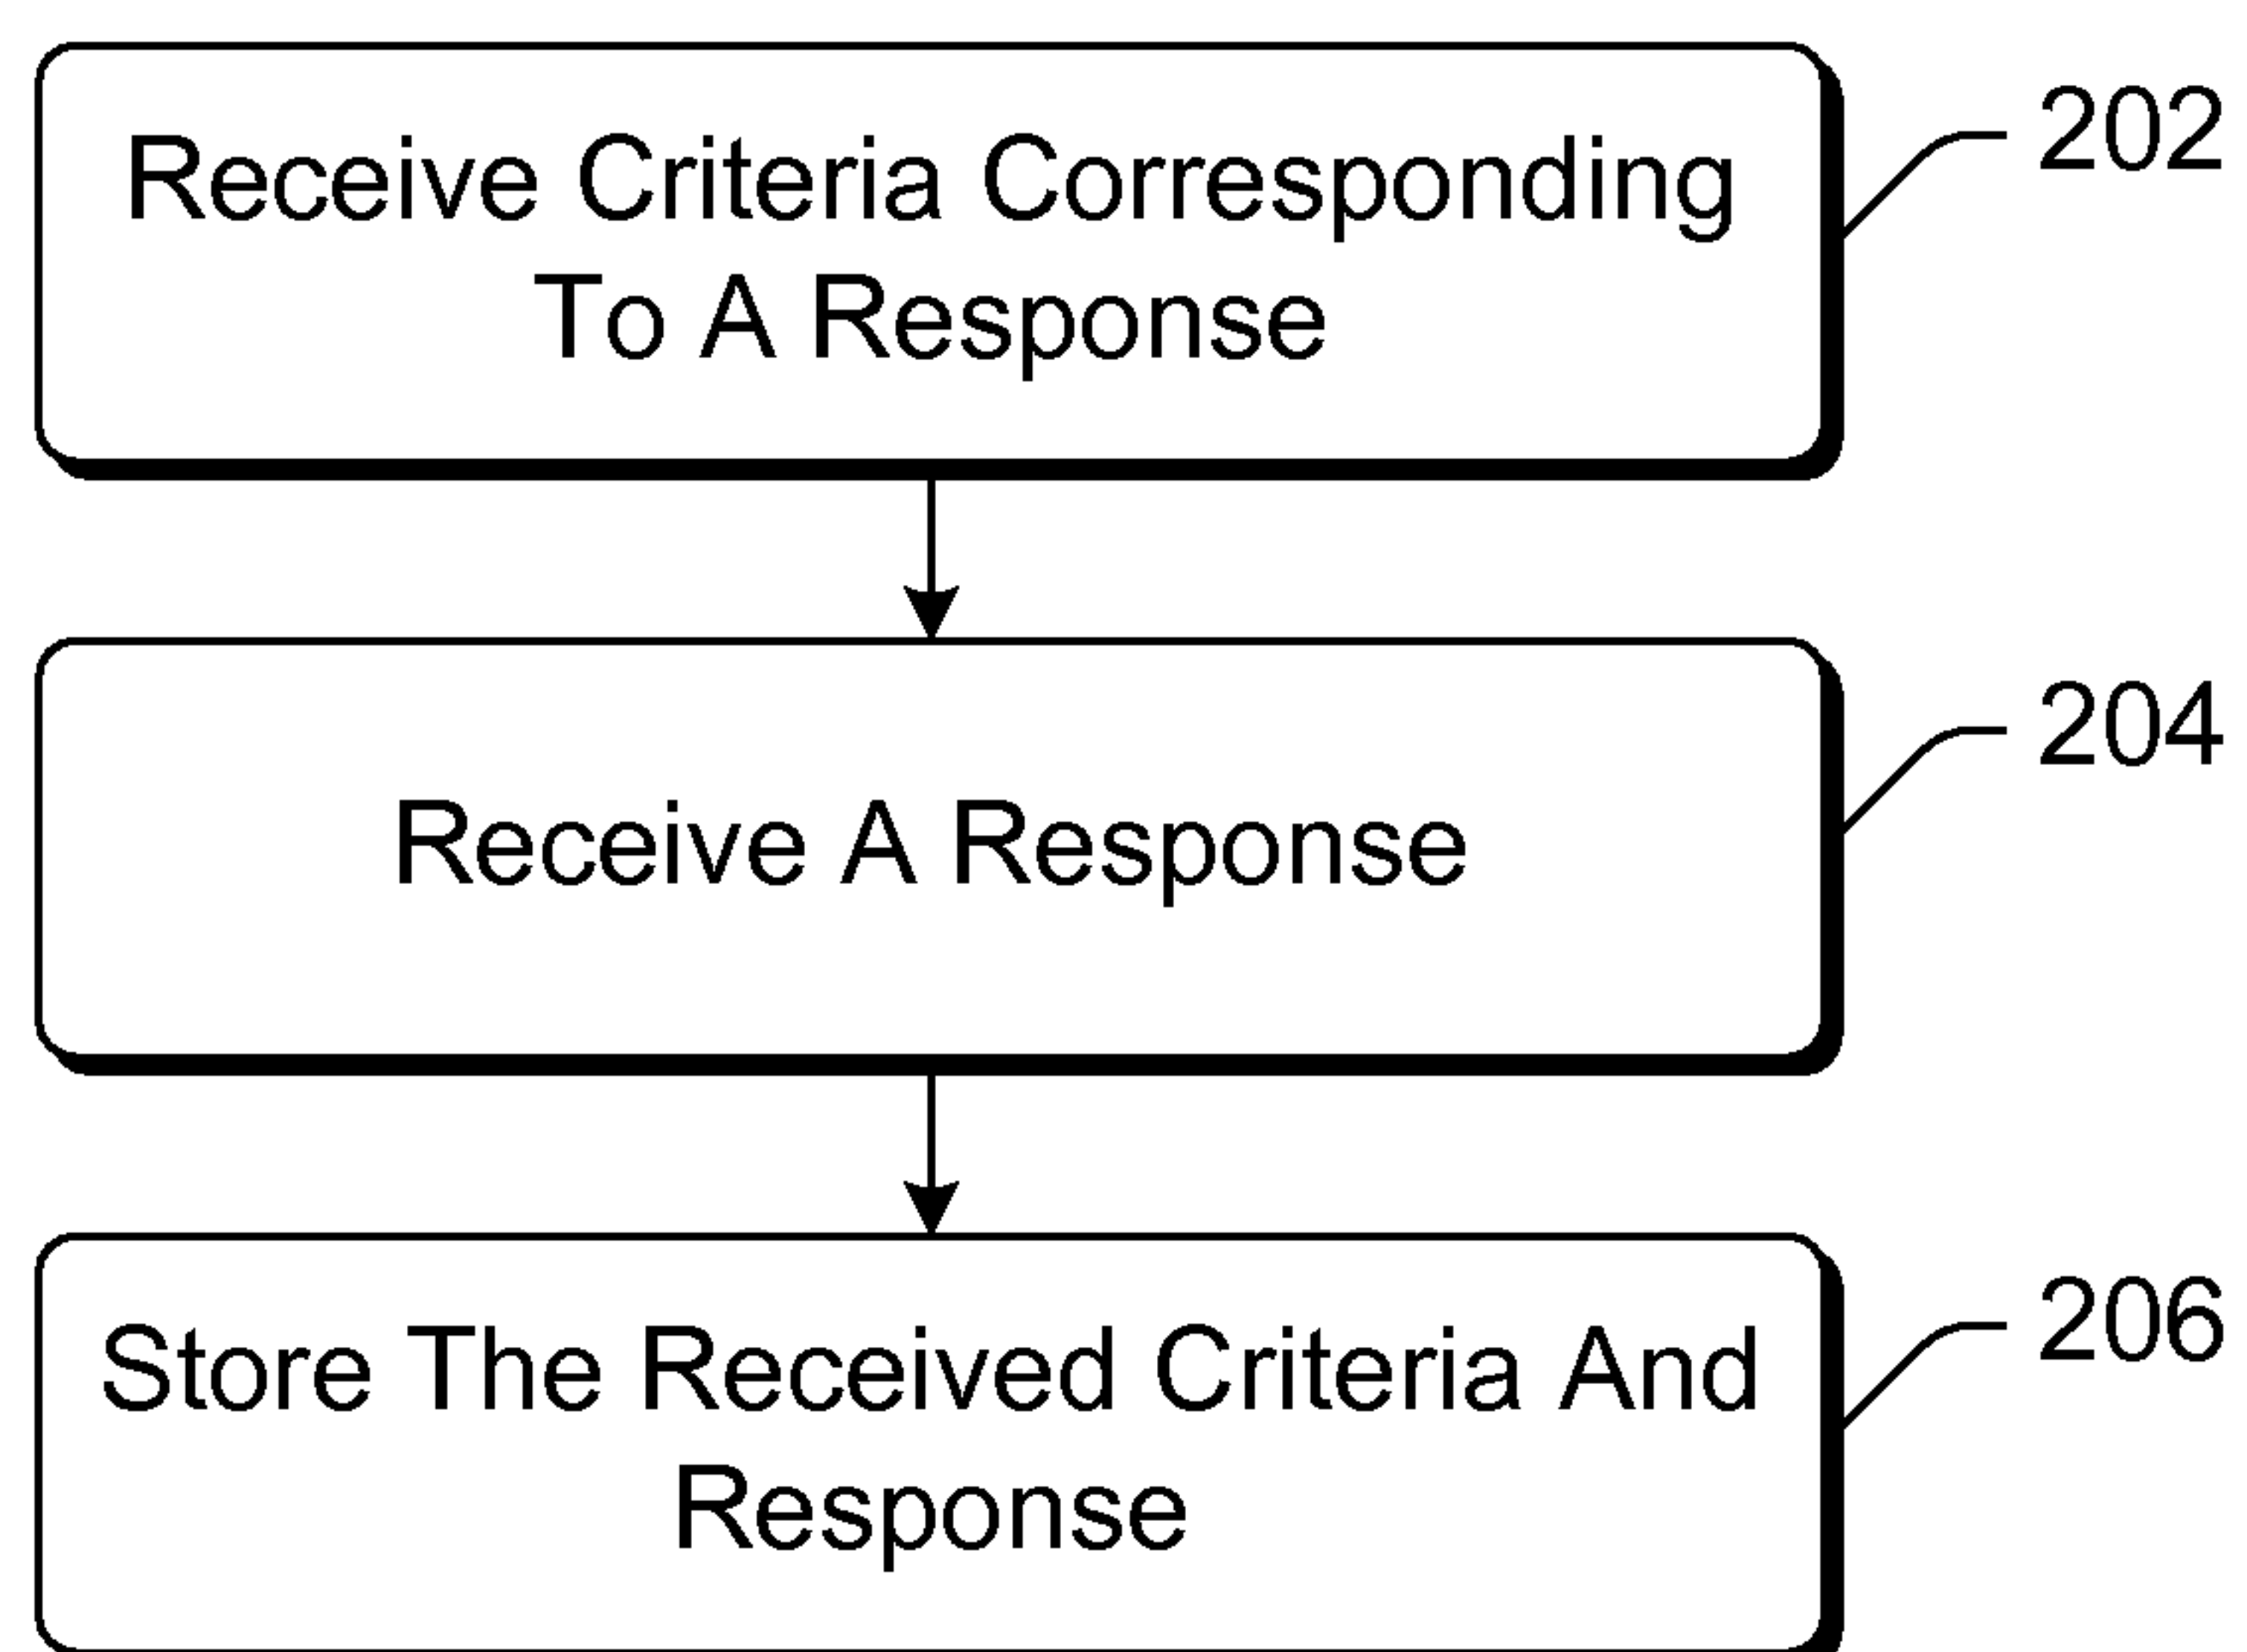 Receive Criteria Corresponding
To A Response
202
Receive A Response
204
Store The Received Criteria And
Response
206